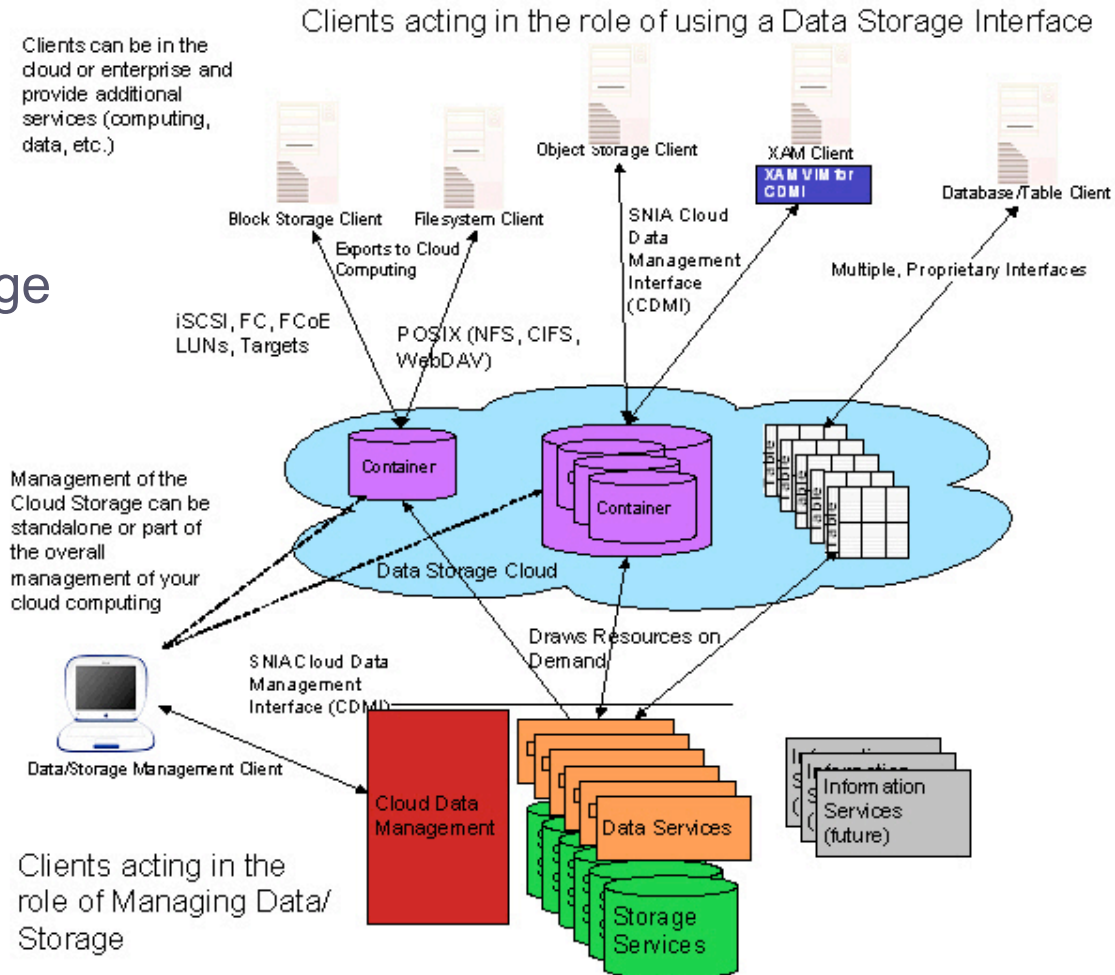 Clients acting in the role of using a Data Storage Interface
Clients can be in the
cloud or enterprise and
provide additional
services (computing,
data, etc.)
Block Storage Client
Filesystem Client
Object Storage Client
XAM Client
XAM VIM for
CDMI
Database/Table Client
Exports to Cloud
Computing
SNIA Cloud
Data
Management
Interface
(CDMI)
Multiple, Proprietary Interfaces
ge
iSCSI, FC, FCoE
LUNs, Targets
POSIX (NFS, CIFS,
WebDAV)
Container
Container
Table
Table
Table
Table
Table
Management of the
Cloud Storage can be
standalone or part of
the overall
management of your
cloud computing
Data Storage Cloud
Draws Resources on
Demand
SNIA Cloud Data
Management
Interface (CDMI)
Data/Storage Management Client
Cloud Data
Management
Data Services
Storage
Services
Information
Services
(future)
Clients acting in the
role of Managing Data/
Storage